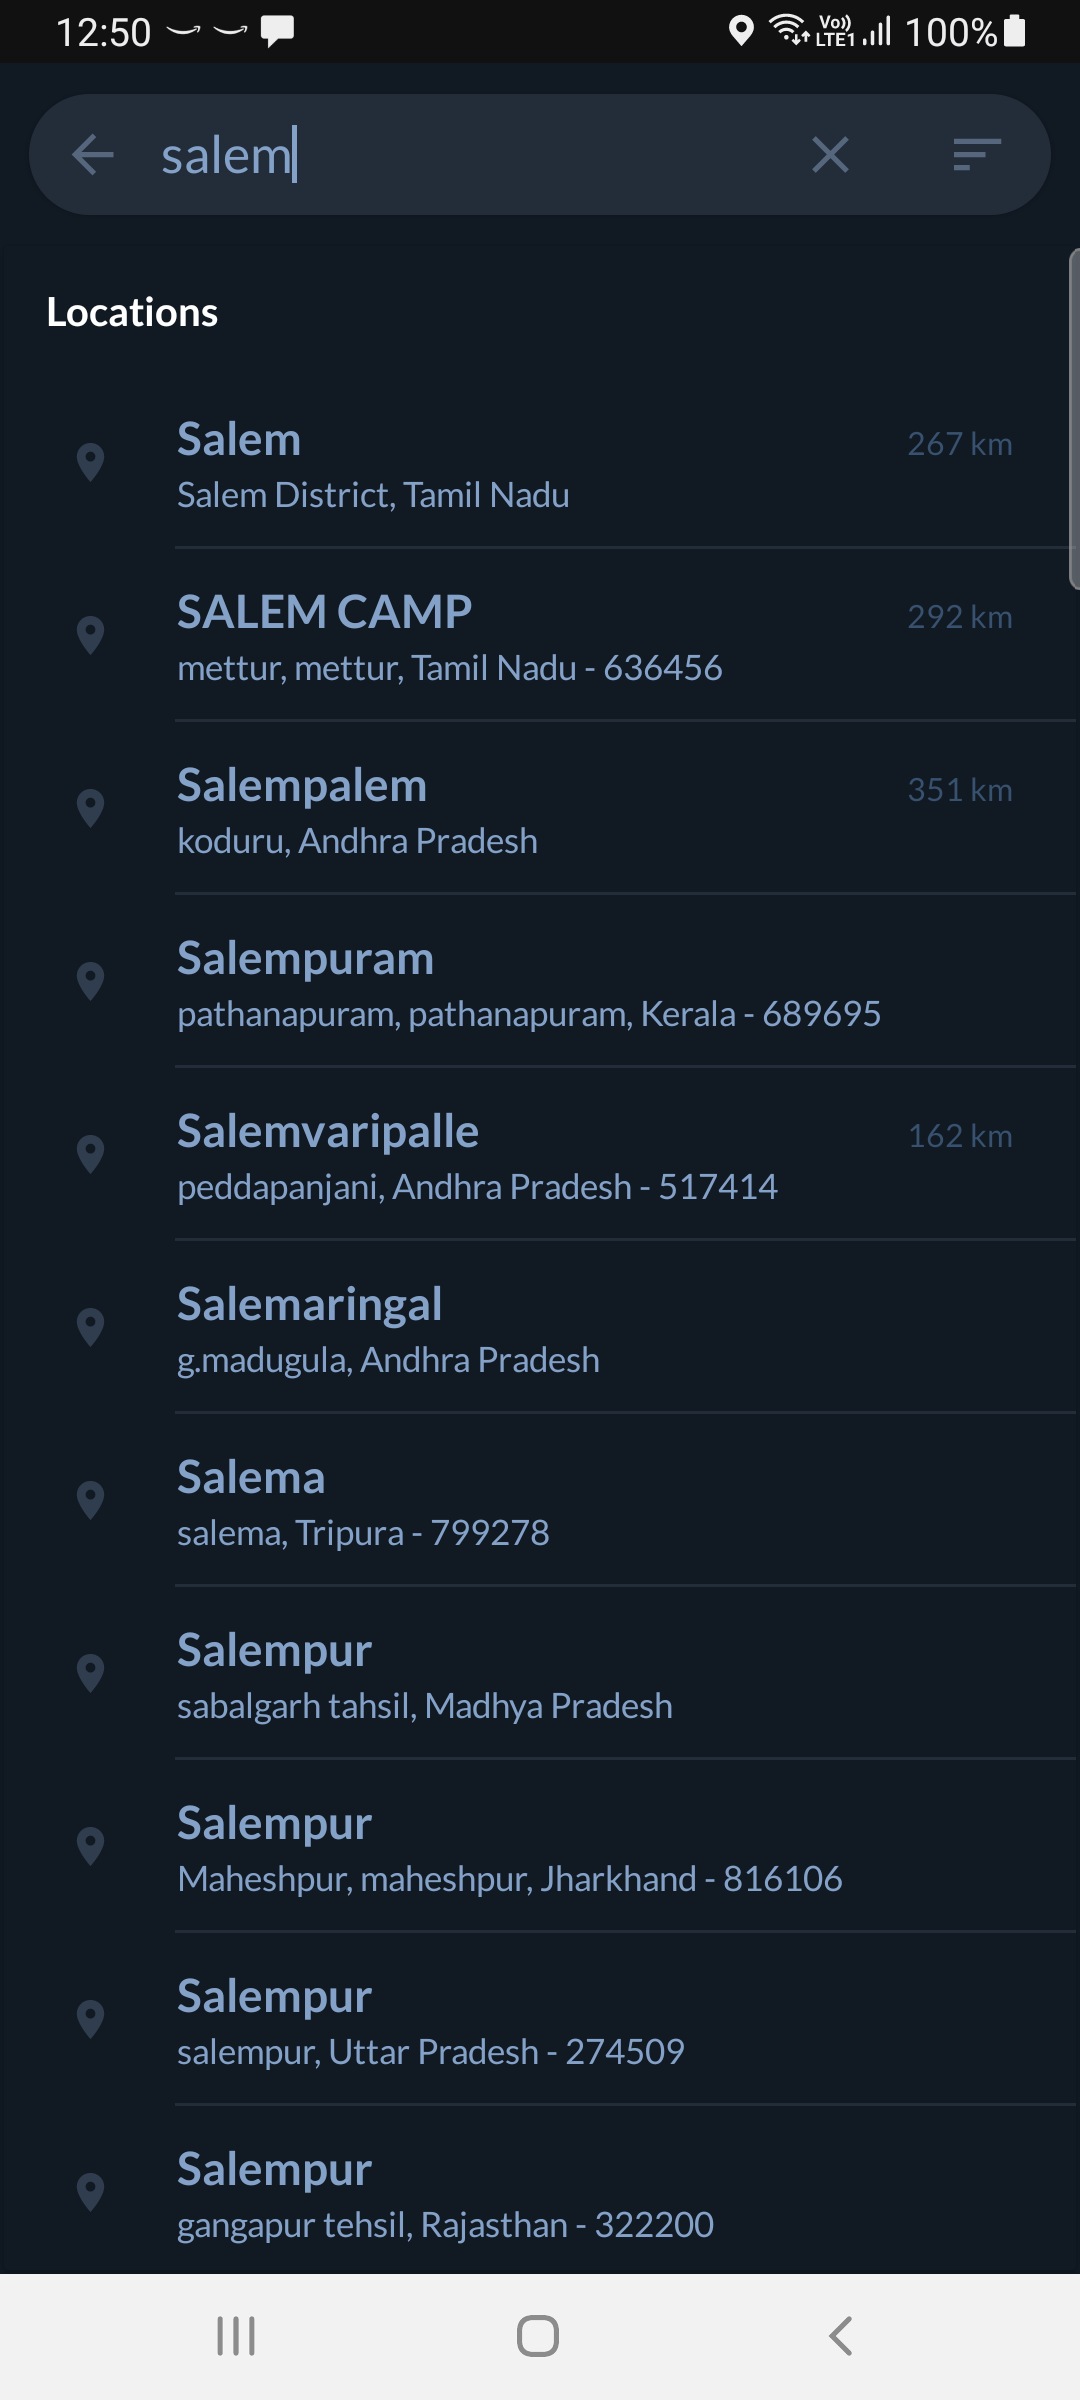 12:50 Vo)) LTE1 100%
salem
Locations
Salem 267 km
Salem District, Tamil Nadu
SALEM CAMP 292 km
mettur, mettur, Tamil Nadu - 636456
Salempalem 351 km
koduru, Andhra Pradesh
Salempuram
pathanapuram, pathanapuram, Kerala - 689695
Salemvaripalle 162 km
peddapanjani, Andhra Pradesh - 517414
Salemaringal
g.madugula, Andhra Pradesh
Salema
salema, Tripura - 799278
Salempur
sabalgarh tahsil, Madhya Pradesh
Salempur
Maheshpur, maheshpur, Jharkhand - 816106
Salempur
salempur, Uttar Pradesh - 274509
Salempur
gangapur tehsil, Rajasthan - 322200